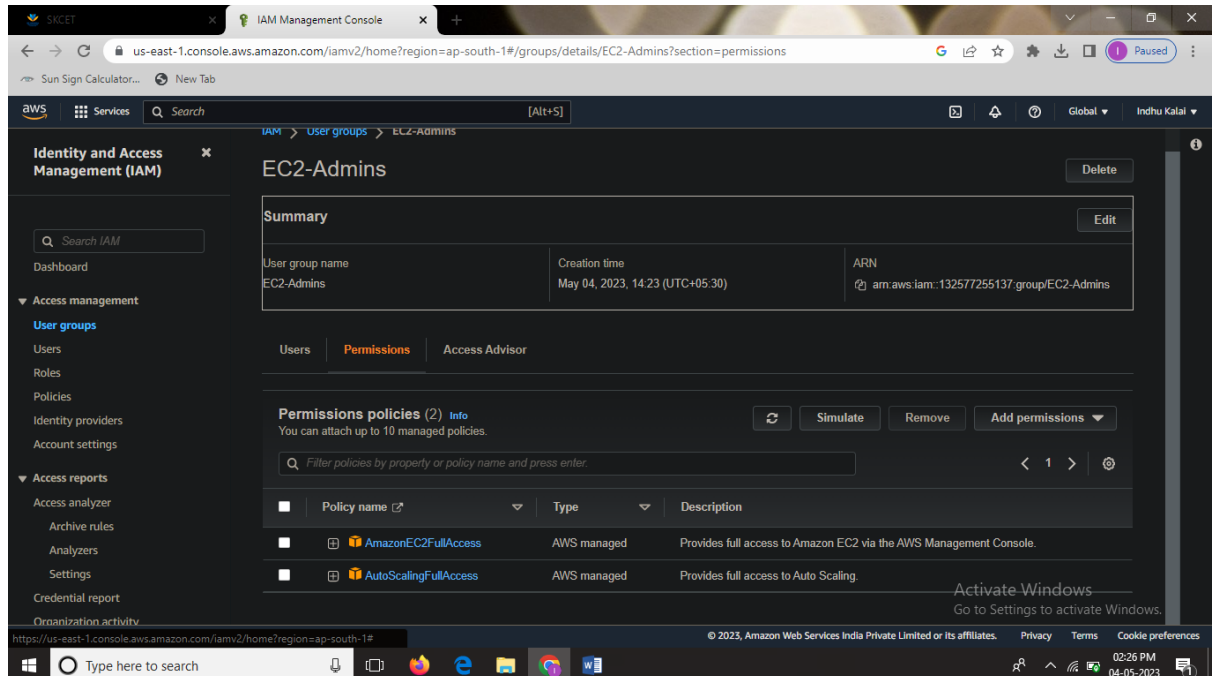 SKCET
IAM Management Console
us-east-1.console.aws.amazon.com/iamv2/home?region=ap-south-1#/groups/details/EC2-Admins?section=permissions
I Paused
Sun Sign Calculator... New Tab
aws Services Search [Alt+S] Global Indhu Kalai
IAM > User groups > EC2-Admins
Identity and Access Management (IAM)
Search IAM
Dashboard
Access management
User groups
Users
Roles
Policies
Identity providers
Account settings
Access reports
Access analyzer
Archive rules
Analyzers
Settings
Credential report
Organization activity
EC2-Admins
Delete
Summary
Edit
User group name
EC2-Admins
Creation time
May 04, 2023, 14:23 (UTC+05:30)
ARN
arn:aws:iam::132577255137:group/EC2-Admins
Users Permissions Access Advisor
Permissions policies (2) Info
You can attach up to 10 managed policies.
Simulate Remove Add permissions
Filter policies by property or policy name and press enter.
1
Policy name Type Description
AmazonEC2FullAccess AWS managed Provides full access to Amazon EC2 via the AWS Management Console.
AutoScalingFullAccess AWS managed Provides full access to Auto Scaling.
Activate Windows
Go to Settings to activate Windows.
https://us-east-1.console.aws.amazon.com/iamv2/home?region=ap-south-1#
© 2023, Amazon Web Services India Private Limited or its affiliates. Privacy Terms Cookie preferences
Type here to search
02:26 PM
04-05-2023